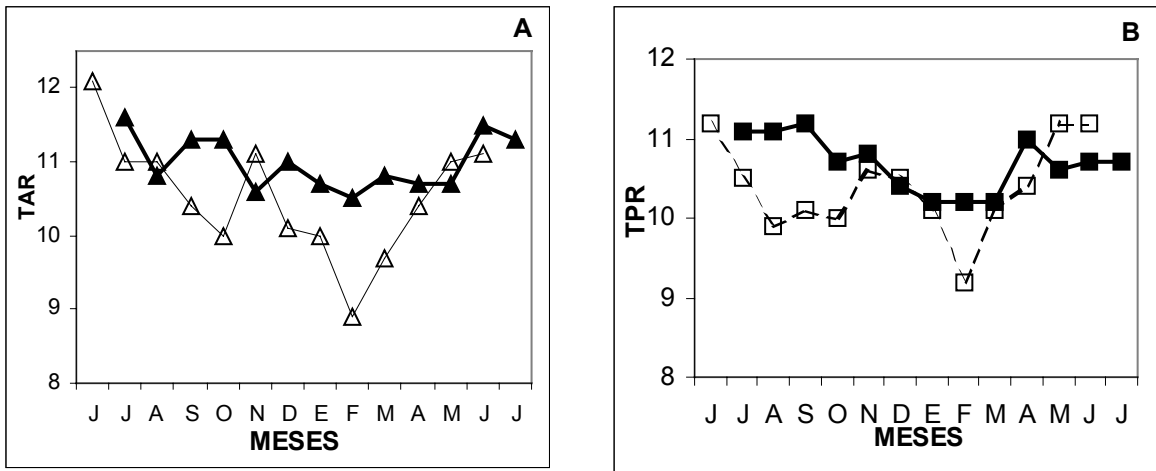 A
TAR
12
11
10
9
8
J J A S O N D E F M A M J J
MESES
B
TPR
12
11
10
9
8
J J A S O N D E F M A M J J
MESES